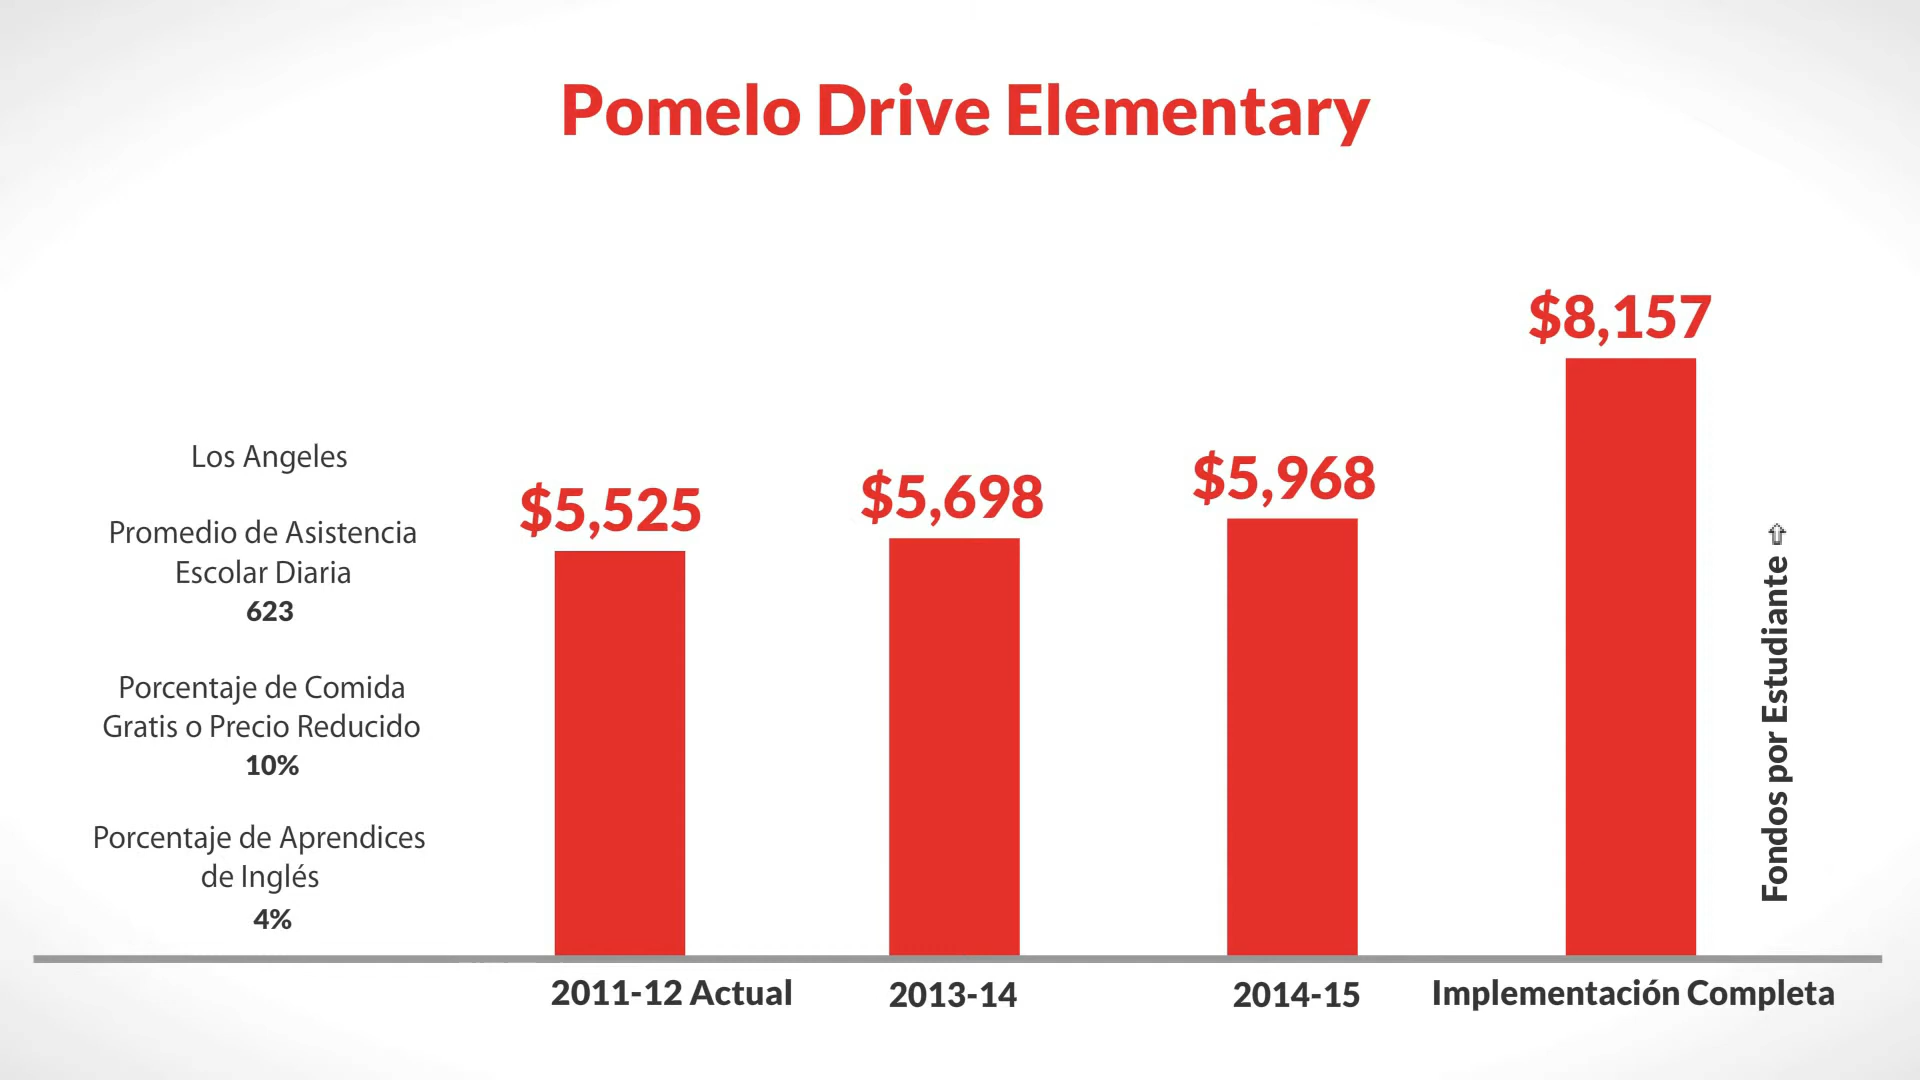 Pomelo Drive Elementary
Los Angeles
Promedio de Asistencia
Escolar Diaria
623
Porcentaje de Comida
Gratis o Precio Reducido
10%
Porcentaje de Aprendices
de Inglés
4%
$5,525
$5,698
$5,968
$8,157
Fondos por Estudiante ⇧
2011-12 Actual
2013-14
2014-15
Implementación Completa